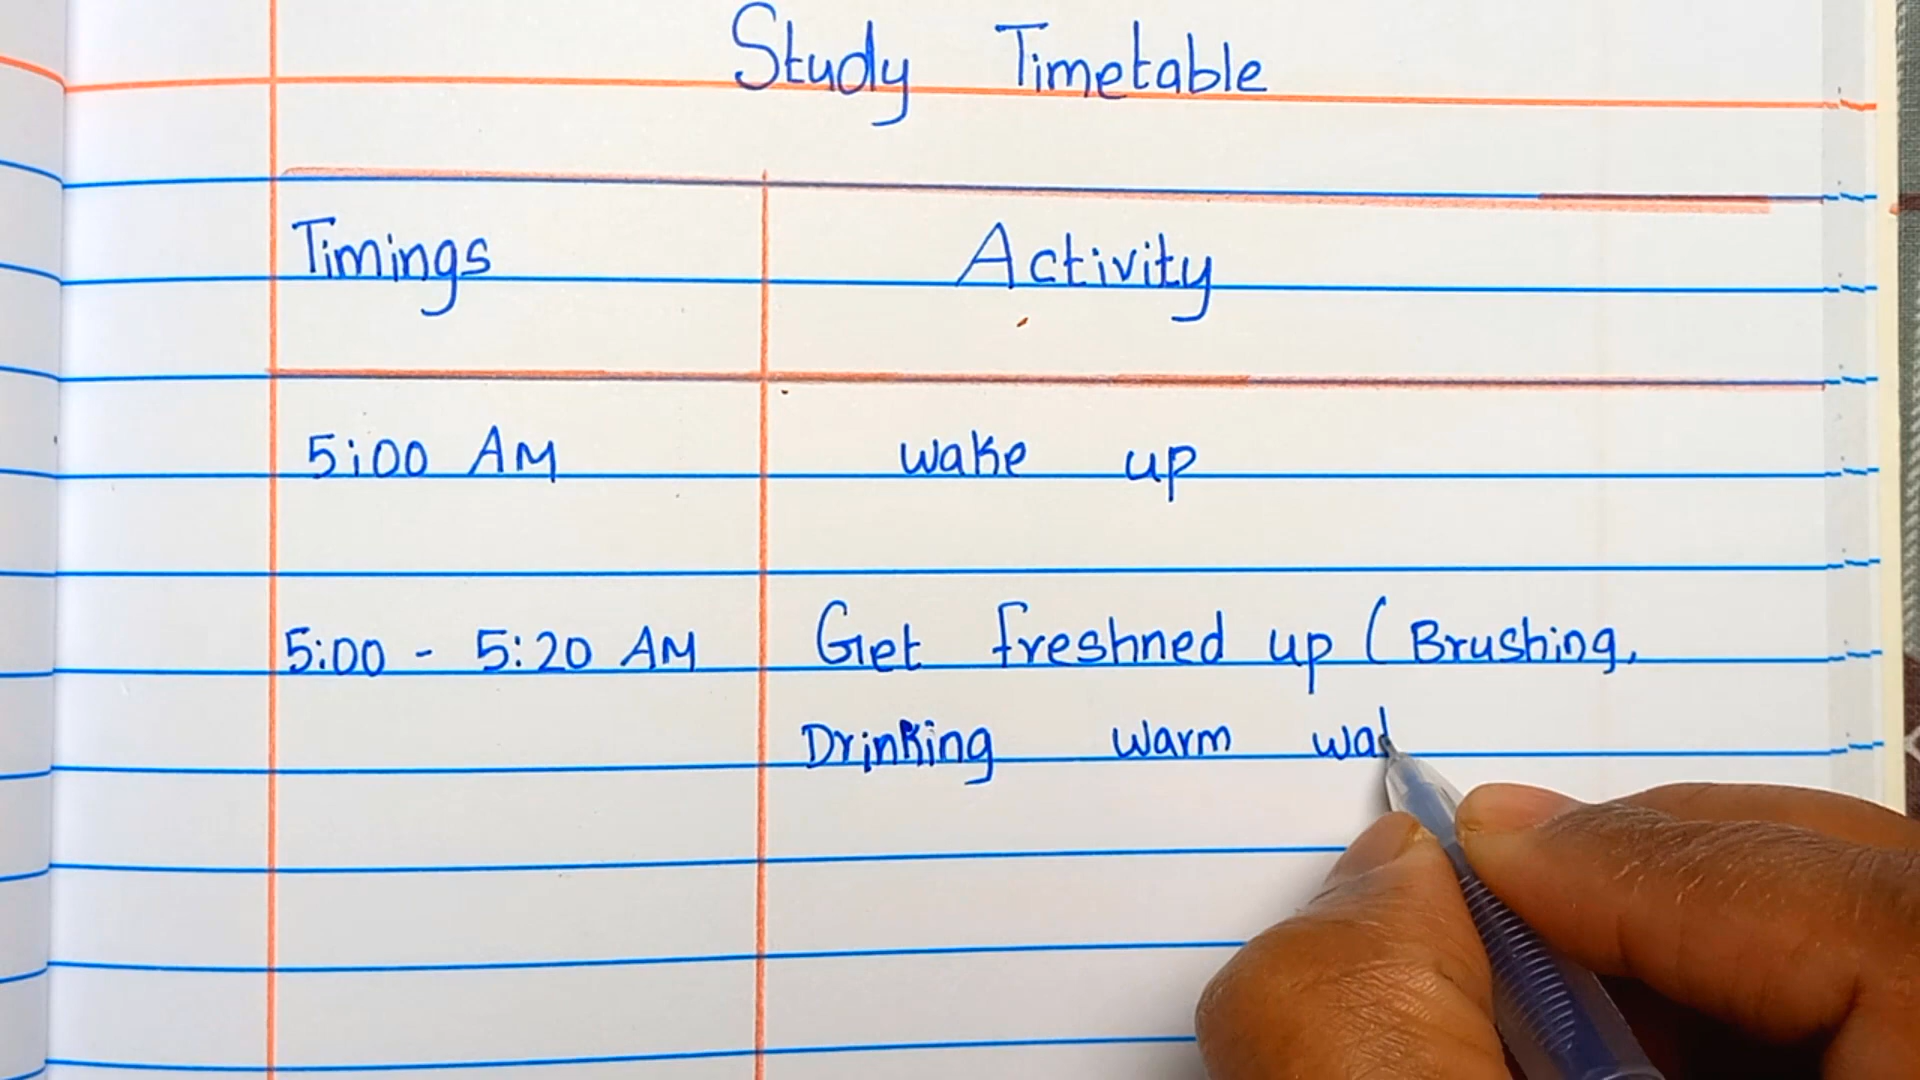 Study Timetable
Timings Activity
5:00 AM wake up
5:00 - 5:20 AM Get freshned up ( Brushing,
Drinking warm